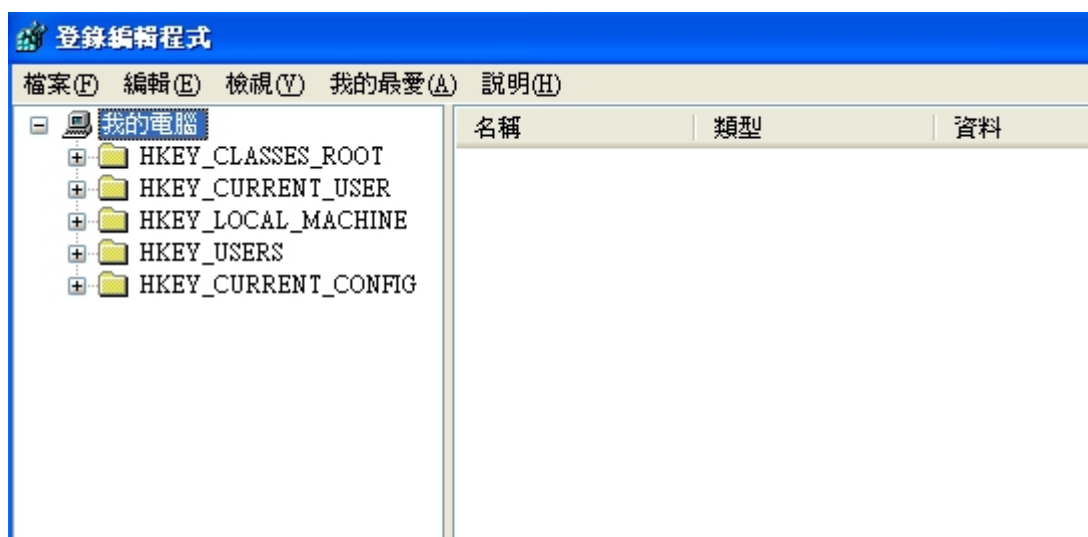 登錄編輯程式
檔案(F) 編輯(E) 檢視(V) 我的最愛(A) 說明(H)
我的電腦
名稱 類型 資料
HKEY_CLASSES_ROOT
HKEY_CURRENT_USER
HKEY_LOCAL_MACHINE
HKEY_USERS
HKEY_CURRENT_CONFIG